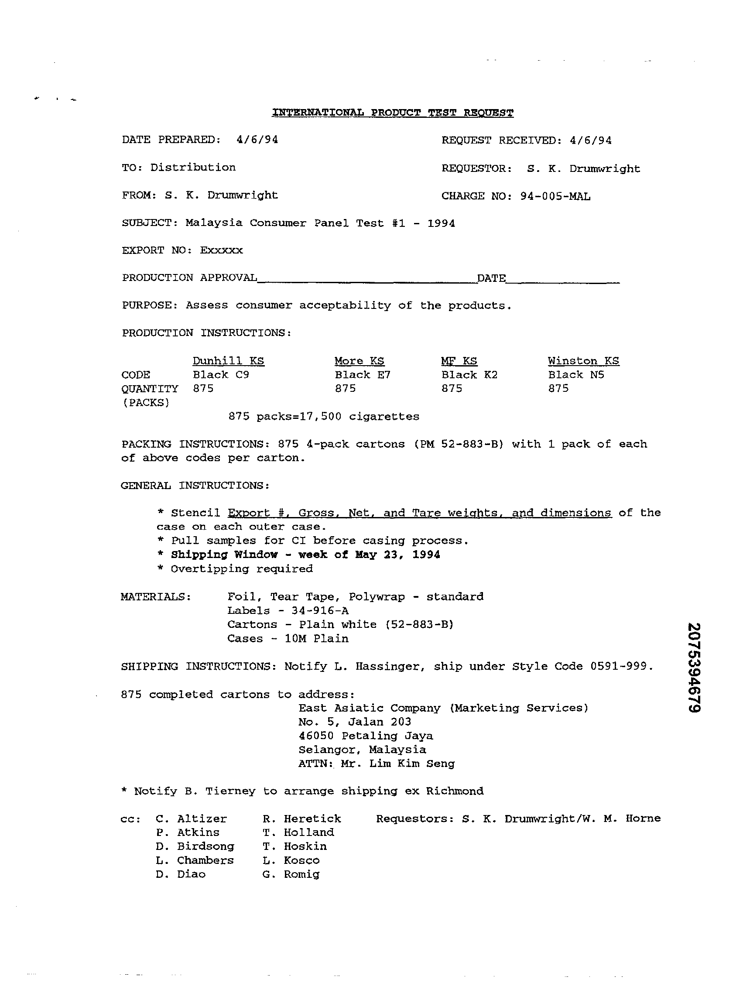 INTERNATIONAL PRODUCT TEST REQUEST
DATE PREPARED: 4/6/94 REQUEST RECEIVED: 4/6/94
TO: Distribution REQUESTOR: S. K. Drumwright
FROM: S. K. Drumwright CHARGE NO: 94-005-MAL
SUBJECT: Malaysia Consumer Panel Test #1 - 1994
EXPORT NO: Exxxxx
PRODUCTION APPROVAL DATE
PURPOSE: Assess consumer acceptability of the products.
PRODUCTION INSTRUCTIONS:
Dunhill KS More KS MF KS Winston KS
CODE Black C9 Black E7 Black K2 Black N5
QUANTITY 875 875 875 875
(PACKS)
875 packs=17,500 cigarettes
PACKING INSTRUCTIONS: 875 4-pack cartons (PM 52-883-B) with 1 pack of each
of above codes per carton.
GENERAL INSTRUCTIONS:
* Stencil Export #, Gross, Net, and Tare weights, and dimensions of the
case on each outer case.
* Pull samples for CI before casing process.
* Shipping Window - week of May 23, 1994
* Overtipping required
MATERIALS: Foil, Tear Tape, Polywrap - standard
Labels - 34-916-A
Cartons - Plain white (52-883-B)
Cases - 10M Plain
SHIPPING INSTRUCTIONS: Notify L. Hassinger, ship under Style Code 0591-999.
875 completed cartons to address:
East Asiatic Company (Marketing Services)
No. 5, Jalan 203
46050 Petaling Jaya
Selangor, Malaysia
ATTN: Mr. Lim Kim Seng
* Notify B. Tierney to arrange shipping ex Richmond
cc: C. Altizer R. Heretick Requestors: S. K. Drumwright/W. M. Horne
P. Atkins T. Holland
D. Birdsong T. Hoskin
L. Chambers L. Kosco
D. Diao G. Romig
2075394679